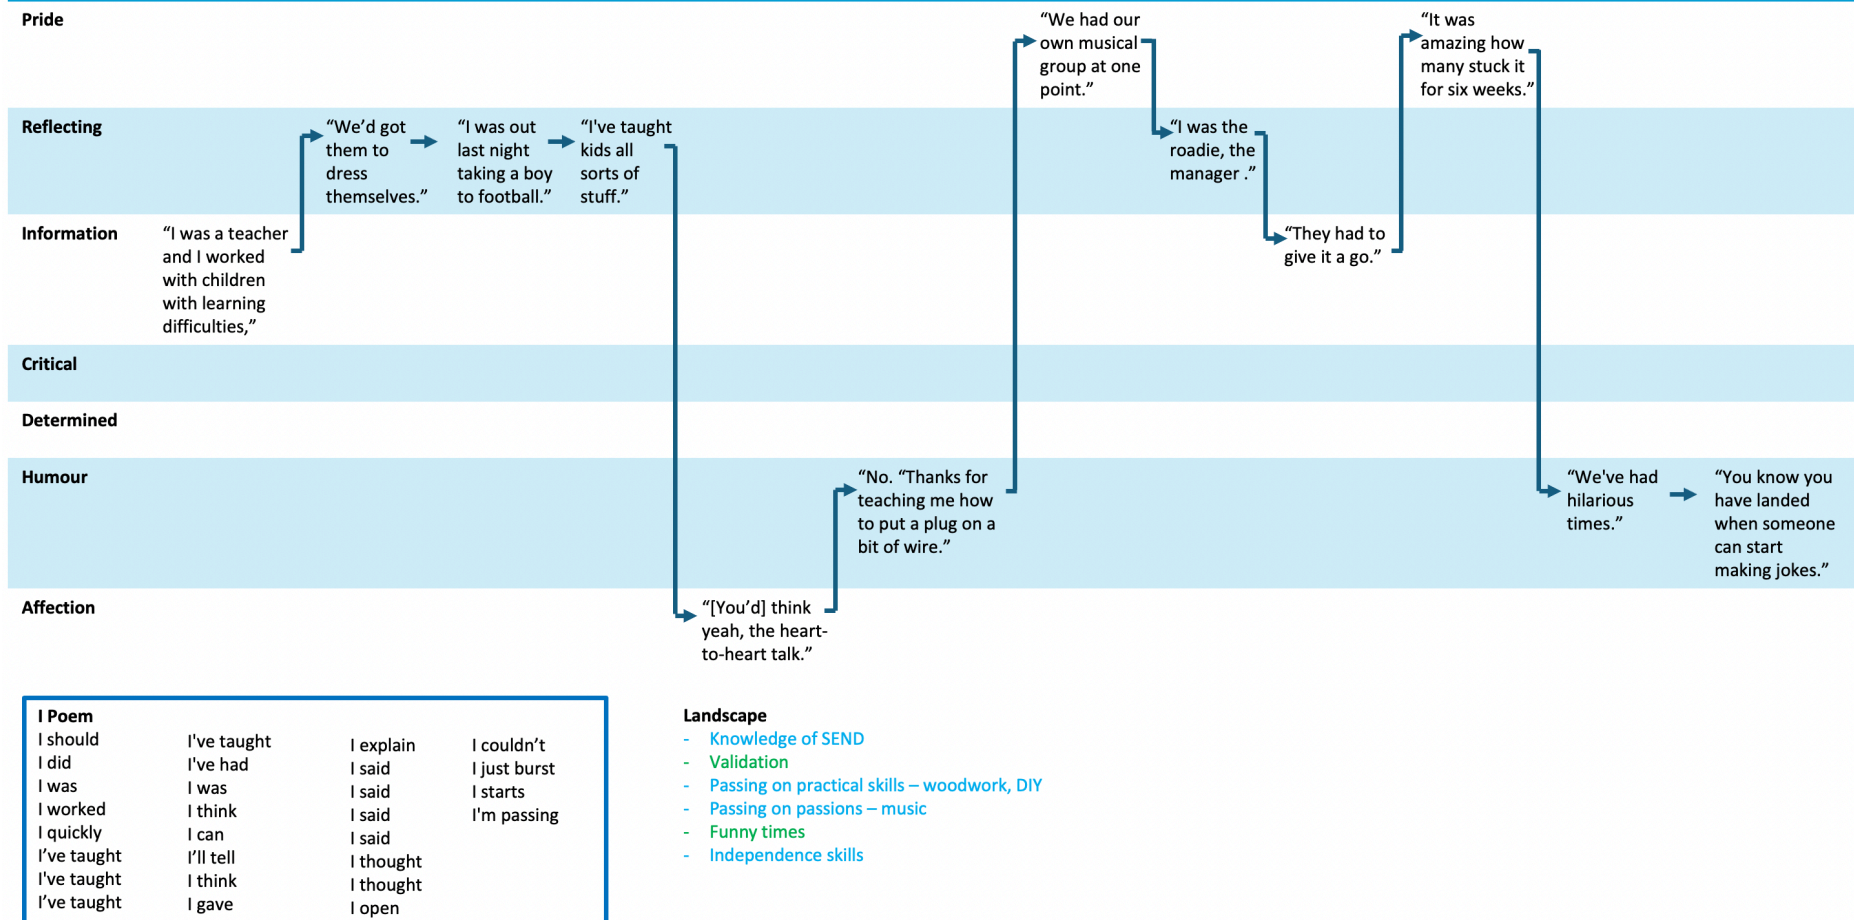 Pride
“We had our
own musical
group at one
point.”
“It was
amazing how
many stuck it
for six weeks.”
Reflecting
“We’d got
them to
dress
themselves.”
“I was out
last night
taking a boy
to football.”
“I've taught
kids all
sorts of
stuff.”
“I was the
roadie, the
manager .”
Information
“I was a teacher
and I worked
with children
with learning
difficulties,”
“They had to
give it a go.”
Critical
Determined
Humour
“No. “Thanks for
teaching me how
to put a plug on a
bit of wire.”
“We've had
hilarious
times.”
“You know you
have landed
when someone
can start
making jokes.”
Affection
“[You’d] think
yeah, the heart-
to-heart talk.”
I Poem
I should
I did
I was
I worked
I quickly
I’ve taught
I've taught
I’ve taught
I've taught
I've had
I was
I think
I can
I’ll tell
I think
I gave
I explain
I said
I said
I said
I said
I thought
I thought
I open
I couldn’t
I just burst
I starts
I'm passing
Landscape
- Knowledge of SEND
- Validation
- Passing on practical skills – woodwork, DIY
- Passing on passions – music
- Funny times
- Independence skills